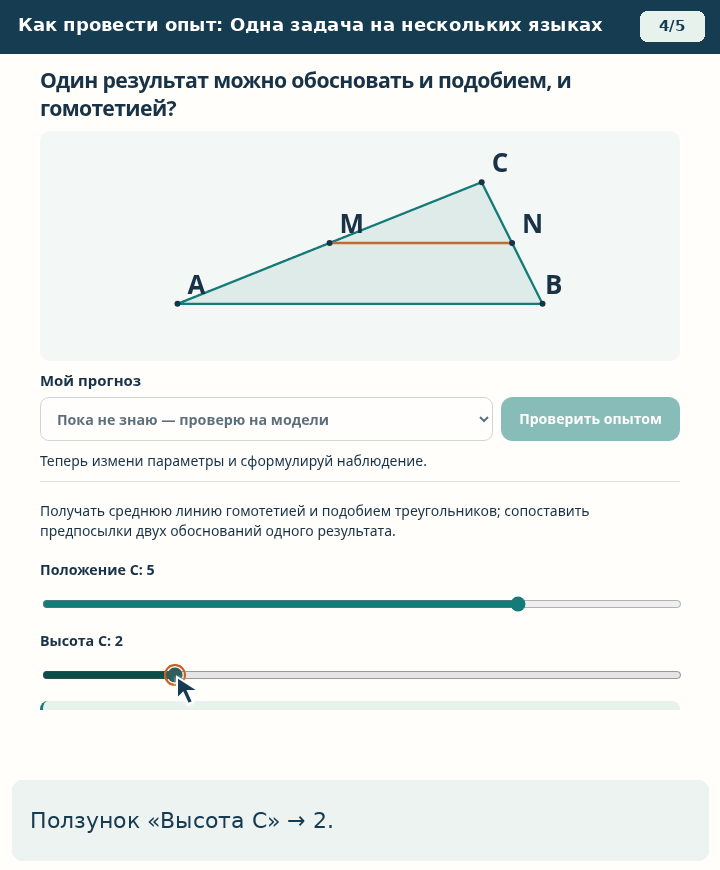 Как провести опыт: Одна задача на нескольких языках
4/5
Один результат можно обосновать и подобием, и
гомотетией?
C
M
N
A
B
Мой прогноз
Пока не знаю — проверю на модели
Проверить опытом
Теперь измени параметры и сформулируй наблюдение.
Получать среднюю линию гомотетией и подобием треугольников; сопоставить
предпосылки двух обоснований одного результата.
Положение C: 5
Высота C: 2
Ползунок «Высота C» → 2.